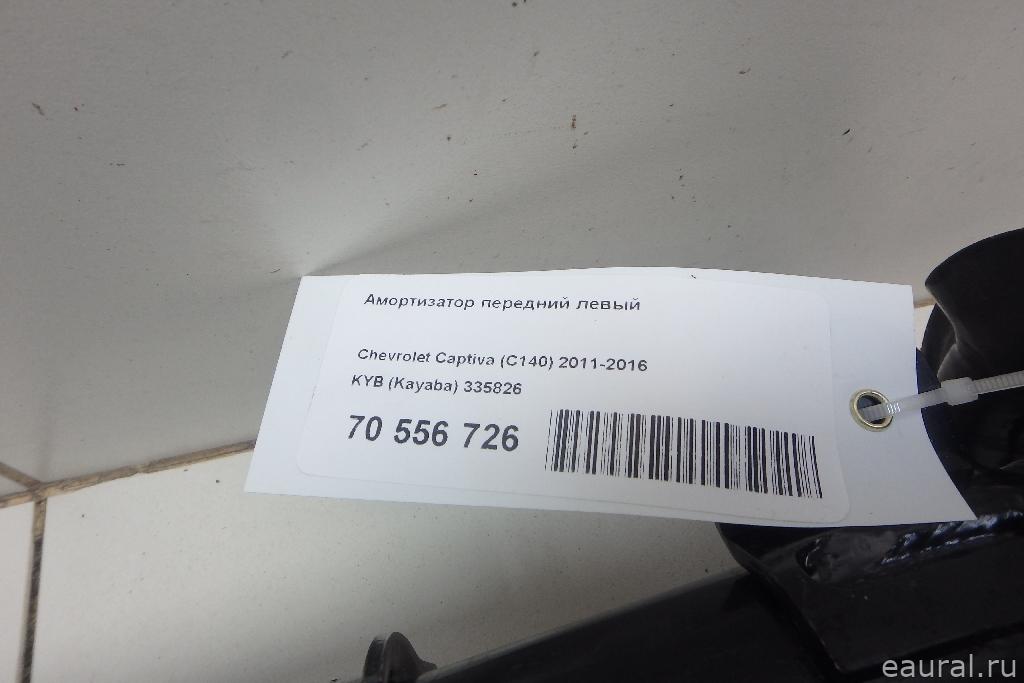 Амортизатор передний левый
Chevrolet Captiva (C140) 2011-2016
KYB (Kayaba) 335826
70 556 726
eaural.ru